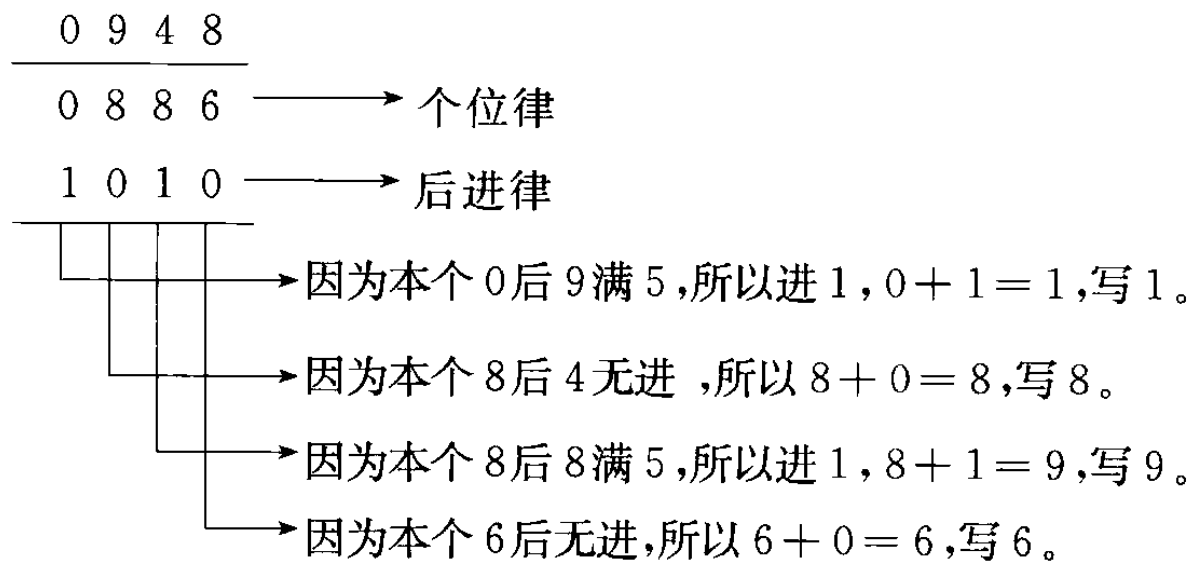 0 9 4 8
0 8 8 6 个位律
1 0 1 0 后进律
因为本个 0后 9满 5,所以进 1,0+1=1,写 1。
因为本个 8后 4无进 ,所以 8+0=8,写 8。
因为本个 8后 8满 5,所以进 1,8+1=9,写 9。
因为本个 6后无进,所以 6+0=6,写 6。